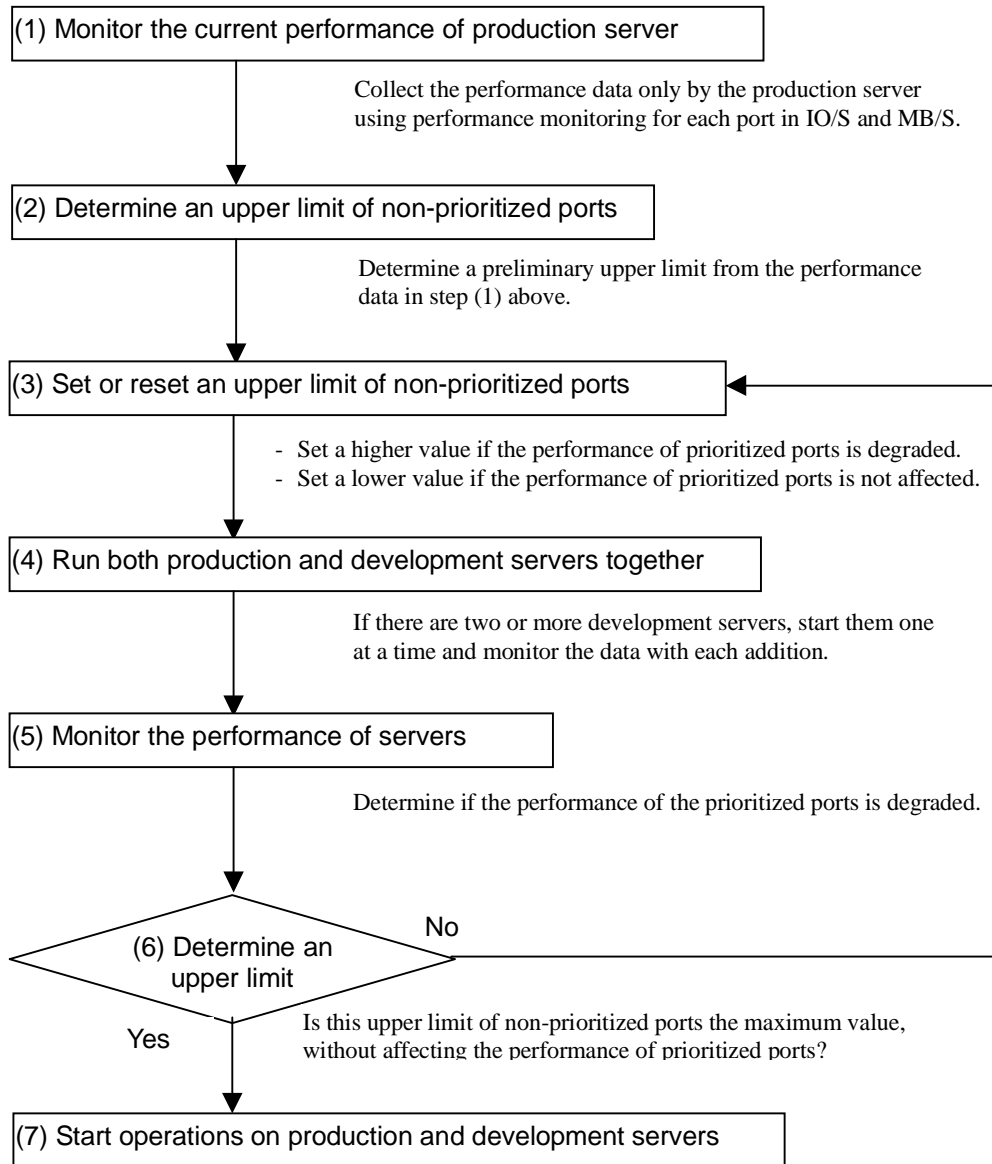 (1) Monitor the current performance of production server
Collect the performance data only by the production server
using performance monitoring for each port in IO/S and MB/S.
(2) Determine an upper limit of non-prioritized ports
Determine a preliminary upper limit from the performance
data in step (1) above.
(3) Set or reset an upper limit of non-prioritized ports
- Set a higher value if the performance of prioritized ports is degraded.
- Set a lower value if the performance of prioritized ports is not affected.
(4) Run both production and development servers together
If there are two or more development servers, start them one
at a time and monitor the data with each addition.
(5) Monitor the performance of servers
Determine if the performance of the prioritized ports is degraded.
No
(6) Determine an
upper limit
Yes
Is this upper limit of non-prioritized ports the maximum value,
without affecting the performance of prioritized ports?
(7) Start operations on production and development servers